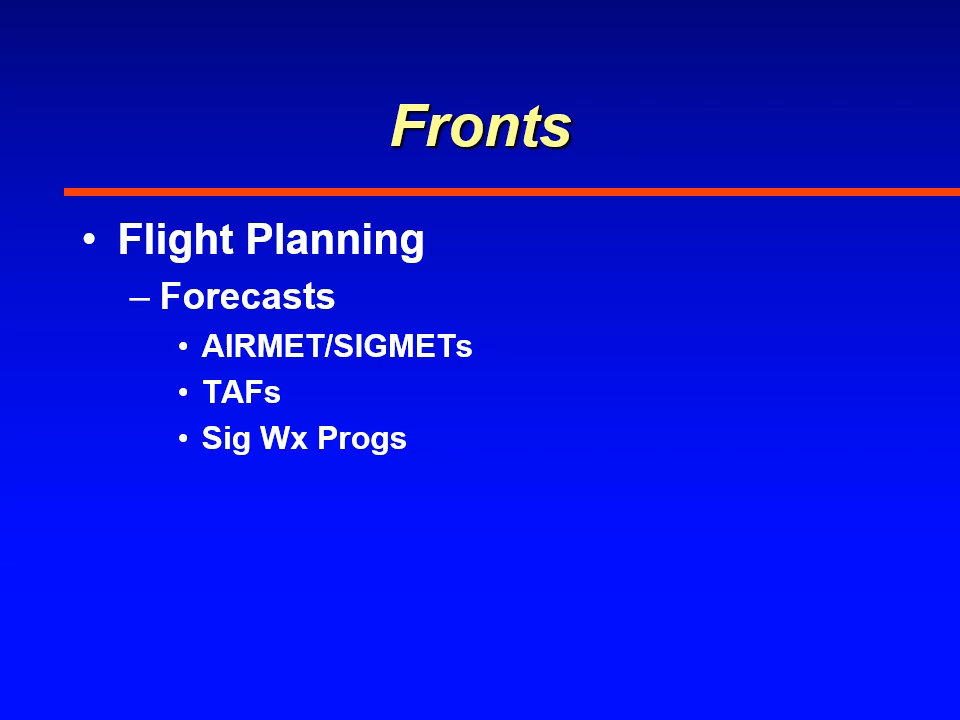 Fronts
• Flight Planning
– Forecasts
• AIRMET/SIGMETs
• TAFs
• Sig Wx Progs